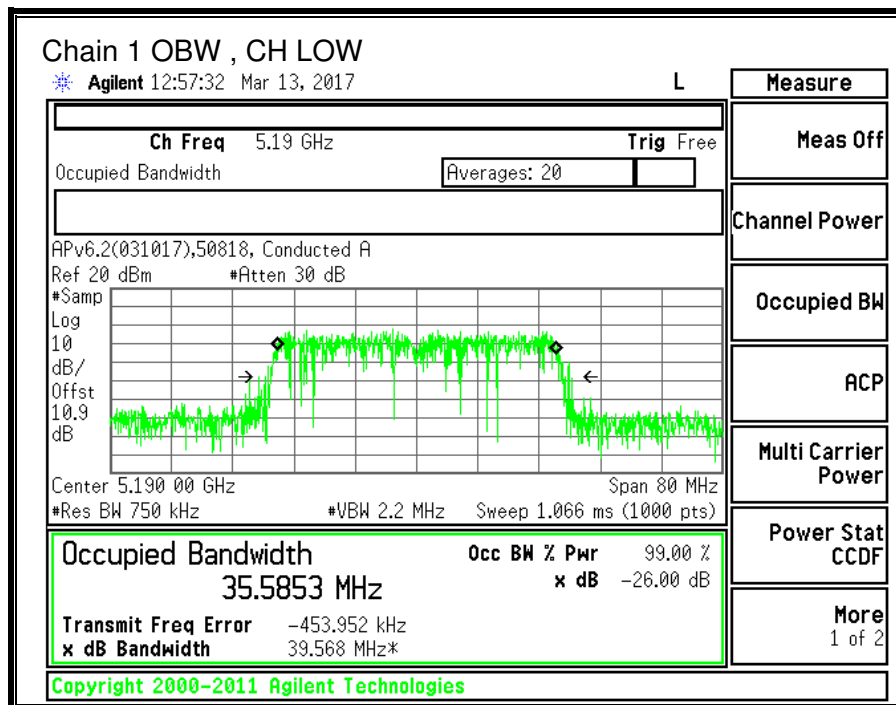 Chain 1 OBW , CH LOW
Agilent 12:57:32 Mar 13, 2017 L
Measure
Ch Freq 5.19 GHz Trig Free
Occupied Bandwidth Averages: 20
APv6.2(031017),50818, Conducted A
Ref 20 dBm #Atten 30 dB
#Samp
Log
10
dB/
Offst
10.9
dB
Center 5.190 00 GHz Span 80 MHz
#Res BW 750 kHz #VBW 2.2 MHz Sweep 1.066 ms (1000 pts)
Occupied Bandwidth Occ BW % Pwr 99.00 %
35.5853 MHz x dB -26.00 dB
Transmit Freq Error -453.952 kHz
x dB Bandwidth 39.568 MHz*
Meas Off
Channel Power
Occupied BW
ACP
Multi Carrier
Power
Power Stat
CCDF
More
1 of 2
Copyright 2000-2011 Agilent Technologies